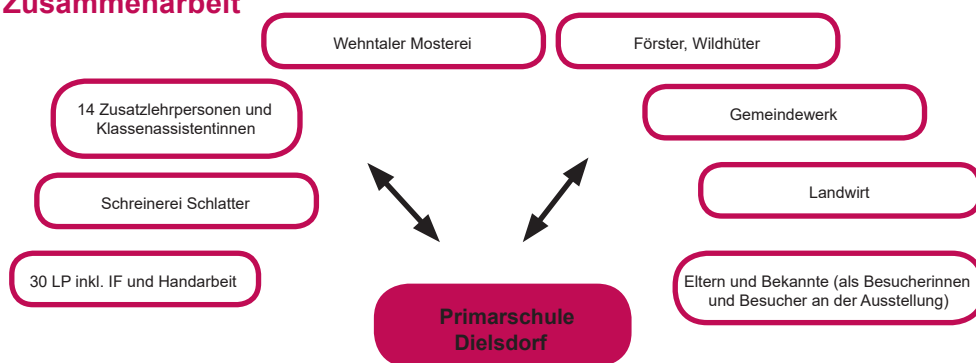 Zusammenarbeit
Wehntaler Mosterei
Förster, Wildhüter
14 Zusatzlehrpersonen und
Klassenassistentinnen
Gemeindewerk
Schreinerei Schlatter
Landwirt
30 LP inkl. IF und Handarbeit
Eltern und Bekannte (als Besucherinnen
und Besucher an der Ausstellung)
Primarschule
Dielsdorf